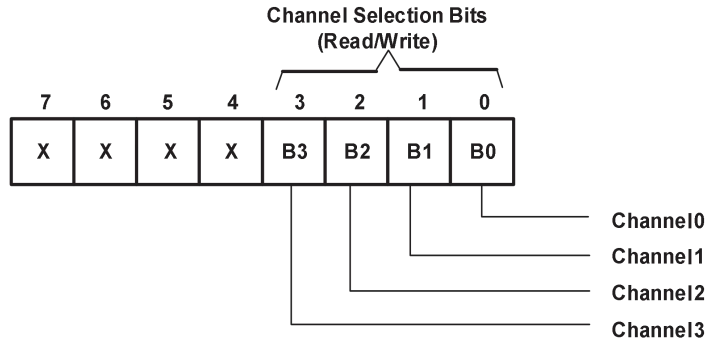 Channel Selection Bits
(Read/Write)
7 6 5 4 3 2 1 0
X X X X B3 B2 B1 B0
Channel0
Channel1
Channel2
Channel3